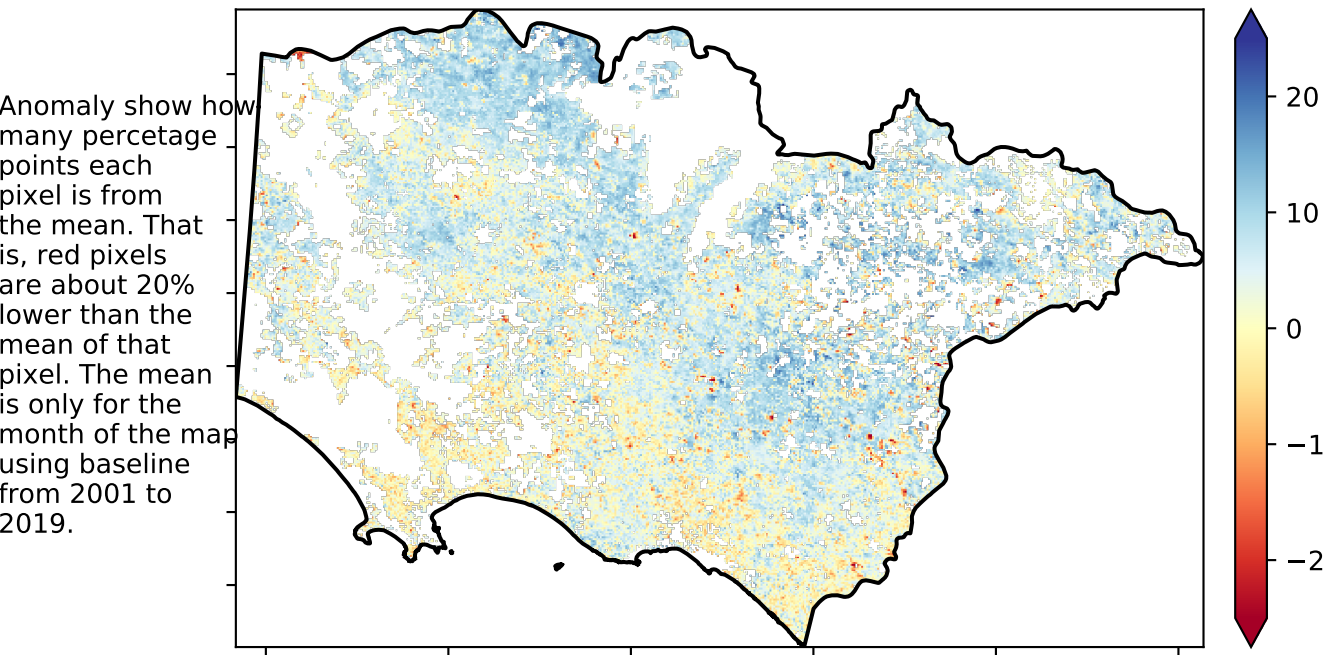 Anomaly show how
many percetage
points each
pixel is from
the mean. That
is, red pixels
are about 20%
lower than the
mean of that
pixel. The mean
is only for the
month of the map
using baseline
from 2001 to
2019.
20
10
0
−1
−2